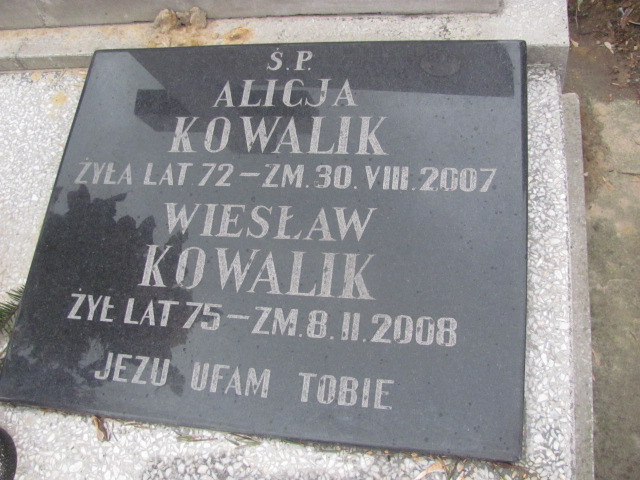 Ś.P.
ALICJA
KOWALIK
ŻYŁA LAT 72 - ZM. 30. VIII. 2007
WIESŁAW
KOWALIK
ŻYŁ LAT 75 - ZM. 8. II. 2008
JEZU UFAM TOBIE